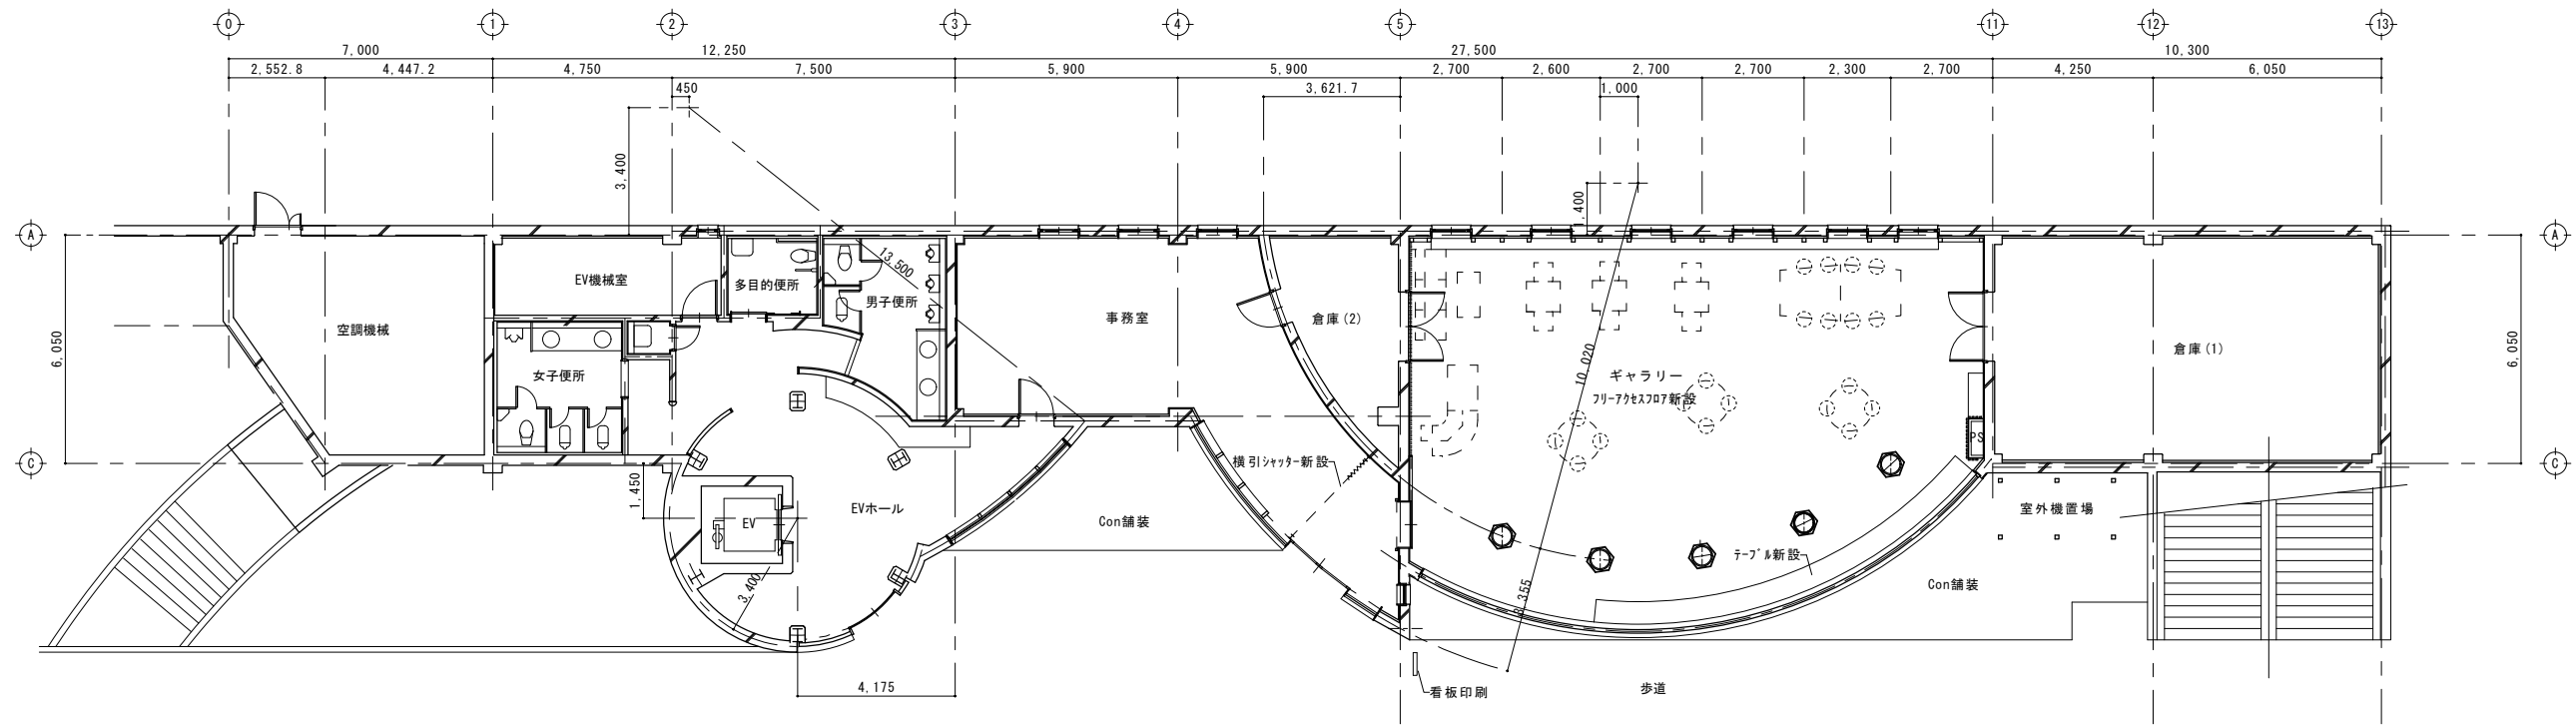 0 1 2 3 4 5 11 12 13
7,000 12,250 27,500 10,300
2,552.8 4,447.2 4,750 7,500 5,900 5,900 2,700 2,600 2,700 2,700 2,300 2,700 4,250 6,050
450 3,621.7 1,000
3,400
1,400
A A
EV機械室
多目的便所
13,500
男子便所
空調機械
事務室
倉庫(2)
倉庫(1)
6,050
6,050
女子便所
10,020
ギャラリー
フリーアクセスフロア新設
PS
C C
横引シャッター新設
1,450
EV
EVホール
Con舗装
室外機置場
テーブル新設
3,400
Con舗装
4,175
看板印刷
歩道